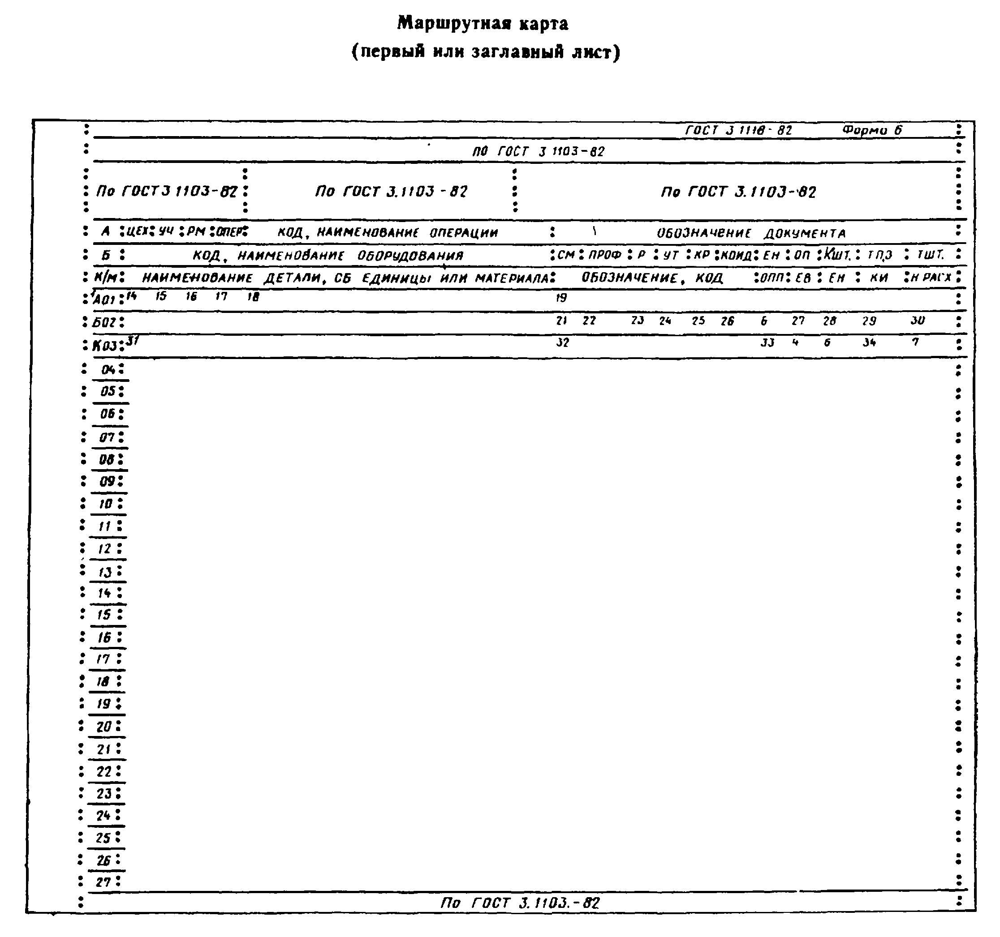 Маршрутная карта
(первый или заглавный лист)
ГОСТ 3 1118-82 Форма 6
ПО ГОСТ 3 1103-82
По ГОСТ 3 1103-82 По ГОСТ 3.1103-82 По ГОСТ 3.1103-82
А ЦЕХ УЧ РМ ОПЕР КОД, НАИМЕНОВАНИЕ ОПЕРАЦИИ ОБОЗНАЧЕНИЕ ДОКУМЕНТА
Б КОД, НАИМЕНОВАНИЕ ОБОРУДОВАНИЯ СМ ПРОФ Р УТ КР КОИД ЕН ОП Кшт. Тп,з Тшт.
К/М НАИМЕНОВАНИЕ ДЕТАЛИ, СБ ЕДИНИЦЫ ИЛИ МАТЕРИАЛА ОБОЗНАЧЕНИЕ, КОД ОПП ЕВ ЕН КИ Н РАСХ
А01 14 15 16 17 18 19
Б02 21 22 23 24 25 26 6 27 28 29 30
К03 31 32 33 4 6 34 7
04
05
06
07
08
09
10
11
12
13
14
15
16
17
18
19
20
21
22
23
24
25
26
27
По ГОСТ 3.1103.-82